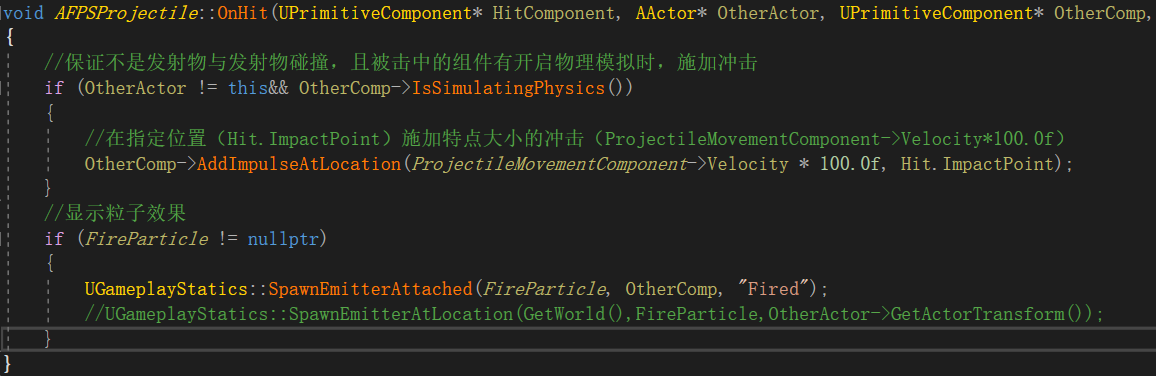 void AFPSProjectile::OnHit(UPrimitiveComponent* HitComponent, AActor* OtherActor, UPrimitiveComponent* OtherComp,
{
//保证不是发射物与发射物碰撞，且被击中的组件有开启物理模拟时，施加冲击
if (OtherActor != this&& OtherComp->IsSimulatingPhysics())
{
//在指定位置（Hit.ImpactPoint）施加特点大小的冲击（ProjectileMovementComponent->Velocity*100.0f）
OtherComp->AddImpulseAtLocation(ProjectileMovementComponent->Velocity * 100.0f, Hit.ImpactPoint);
}
//显示粒子效果
if (FireParticle != nullptr)
{
UGameplayStatics::SpawnEmitterAttached(FireParticle, OtherComp, "Fired");
//UGameplayStatics::SpawnEmitterAtLocation(GetWorld(),FireParticle,OtherActor->GetActorTransform());
}
}